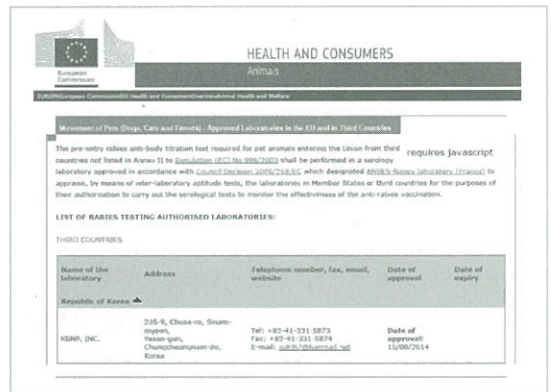 European
Commission
HEALTH AND CONSUMERS
Animals
Movement of Pets (Dogs, Cats and Ferrets) : Approved Laboratories in the EU and in Third Countries
The pre-entry rabies anti-body titration test required for pet animals entering the Union from third
requires javascript
countries not listed in Annex II to Regulation (EC) No 998/2003 shall be performed in a serology
laboratory approved in accordance with Council Decision 2000/258/EC which designated ANSES-Nancy laboratory (France) to
appraise, by means of inter-laboratory aptitude tests, the laboratories in Member States or third countries for the purposes of
their authorisation to carry out the serological tests to monitor the effectiveness of the anti-rabies vaccination.
LIST OF RABIES TESTING AUTHORISED LABORATORIES:
THIRD COUNTRIES
Name of the
laboratory
Address
Telephone number, fax, email,
website
Date of
approval
Date of
expiry
Republic of Korea
KBNP, INC.
235-9, Chusa-ro, Sinam-
myeon,
Yesan-gun,
Chungcheongnam-do,
Korea
Tel: +82-41-331-5873
Fax: +82-41-331-5874
E-mail:
Date of
approval:
15/08/2014